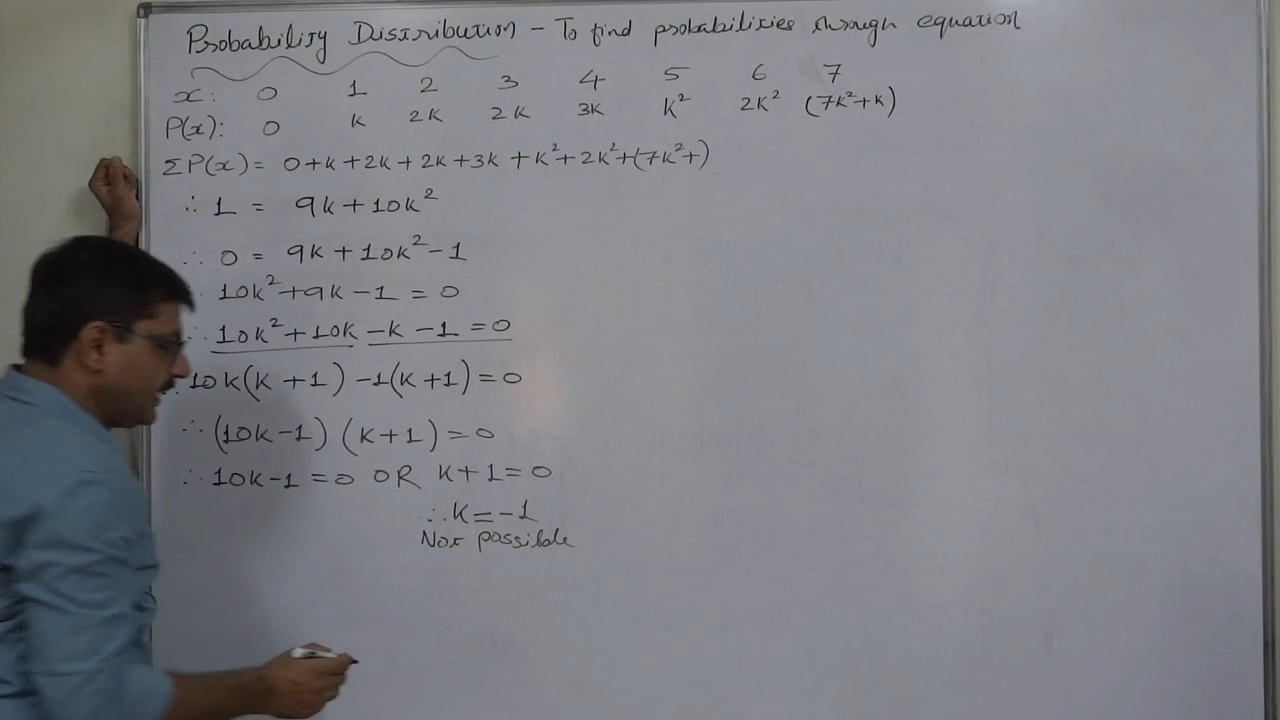 Probability Distribution - To find probabilities through equation
x: 0 1 2 3 4 5 6 7
P(x): 0 k 2k 2k 3k k² 2k² (7k²+k)
ΣP(x) = 0+k+2k+2k+3k+k²+2k²+(7k²+)
∴ 1 = 9k+10k²
∴ 0 = 9k+10k²-1
∴ 10k²+9k-1=0
∴ 10k²+10k-k-1=0
∴ 10k(k+1)-1(k+1)=0
∴ (10k-1)(k+1)=0
∴ 10k-1=0 OR k+1=0
∴ k=-1
Not possible